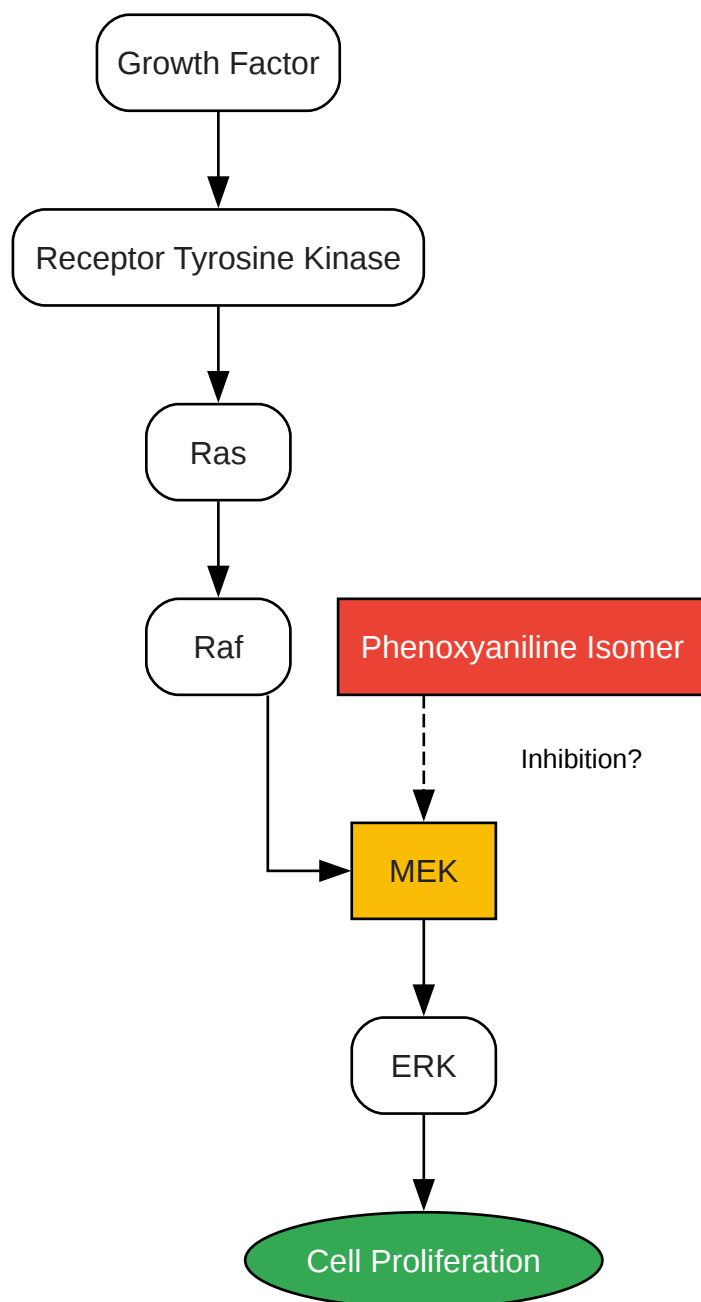 Growth Factor
Receptor Tyrosine Kinase
Ras
Raf
Phenoxyaniline Isomer
Inhibition?
MEK
ERK
Cell Proliferation